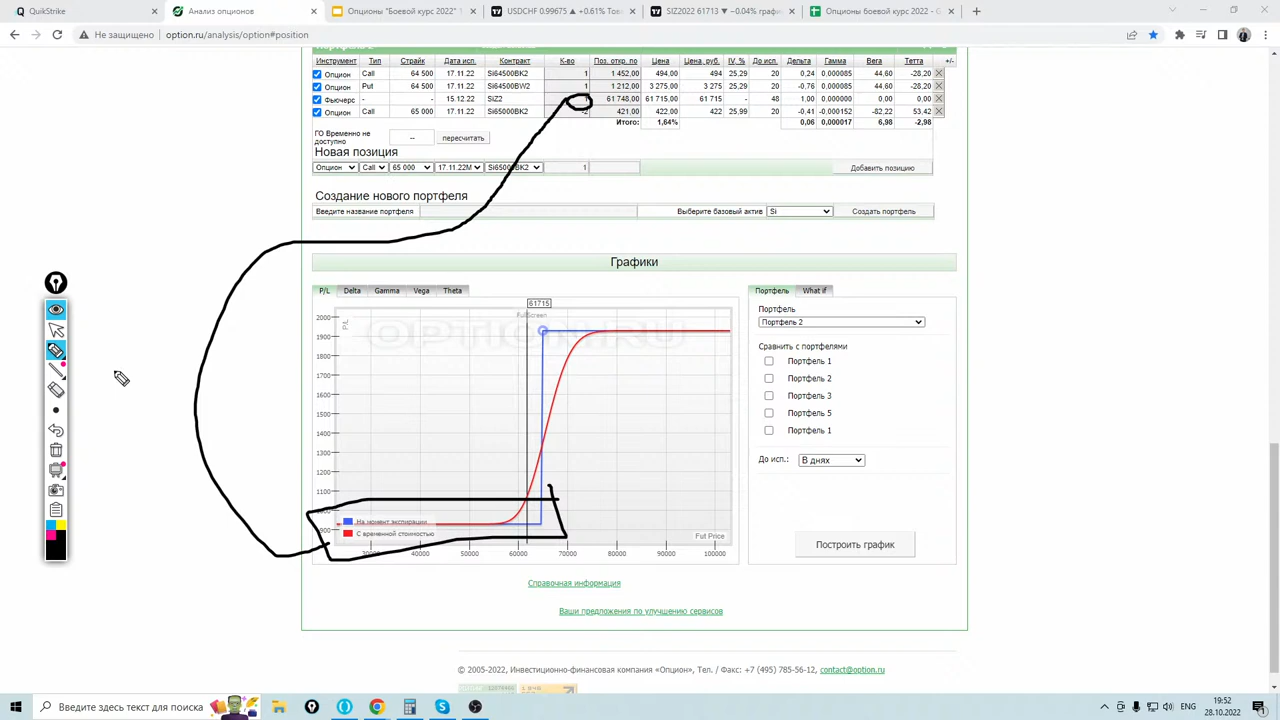 QuikStrike
Анализ опционов
Опционы "Боевой курс 2022"
USDCHF 0.99675 ▲ +0.61%
SIZ2022 61713 ▼ −0.04%
Опционы боевой курс 2022
Не защищено
option.ru/analysis/option#position
Инструмент Тип Страйк Дата исп. Контракт К-во Поз. откр. по Цена Цена, руб. IV, % До исп. Дельта Гамма Вега Тетта +/-
Опцион Call 64 500 17.11.22 Si64500BK2 1 1 452,00 494,00 494 25,29 20 0,24 0,000085 44,60 -28,20
Опцион Put 64 500 17.11.22 Si64500BW2 1 1 212,00 3 275,00 3 275 25,29 20 -0,76 0,000085 44,60 -28,20
Фьючерс - - 15.12.22 SiZ2 61 748,00 61 715,00 61 715 - 48 1,00 0,00 0,00 0,00
Опцион Call 65 000 17.11.22 Si65000BK2 -2 421,00 422,00 422 25,99 20 -0,41 -0,000152 -82,22 53,42
Итого: 1,64% 0,06 0,000017 6,98 -2,98
ГО Временно не
доступно
-- пересчитать
Новая позиция
Опцион Call 65 000 17.11.22M Si65000BK2 1 Добавить позицию
Создание нового портфеля
Введите название портфеля Выберите базовый актив Si Создать портфель
Графики
P/L Delta Gamma Vega Theta
Портфель What if
61715
FullScreen
OPTION.RU
P/L
2000
1900
1800
1700
1600
1500
1400
1300
1200
1100
900
На момент экспирации
С временной стоимостью
Fut Price
30000 40000 50000 60000 70000 80000 90000 100000
Портфель
Портфель 2
Сравнить с портфелями
Портфель 1
Портфель 2
Портфель 3
Портфель 5
Портфель 1
До исп.: В днях
Построить график
Справочная информация
Ваши предложения по улучшению сервисов
© 2005-2022, Инвестиционно-финансовая компания «Опцион», Тел. / Факс: +7 (495) 785-56-12, contact@option.ru
Введите здесь текст для поиска
ENG
19:52
28.10.2022